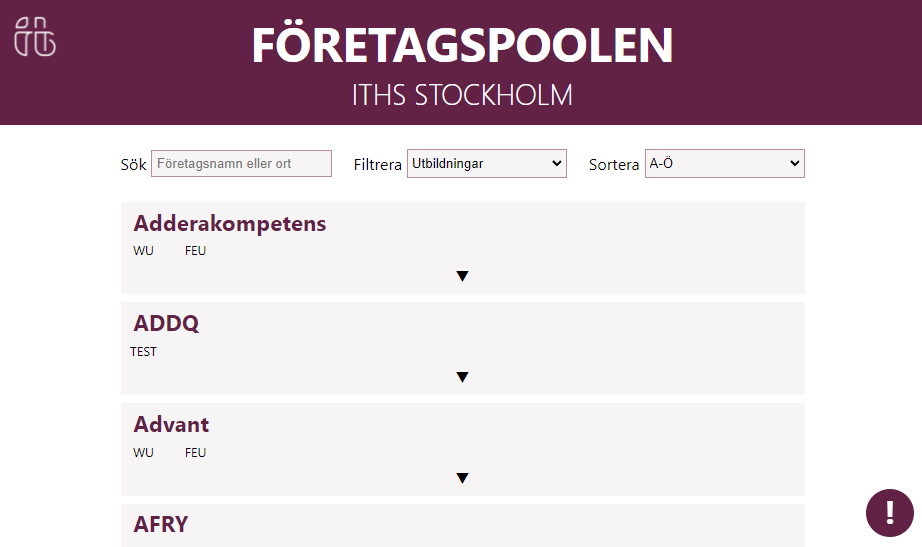 FÖRETAGSPOOLEN
ITHS STOCKHOLM
Sök Företagsnamn eller ort Filtrera Utbildningar Sortera A-Ö
Adderakompetens
WU FEU
ADDQ
TEST
Advant
WU FEU
AFRY
!